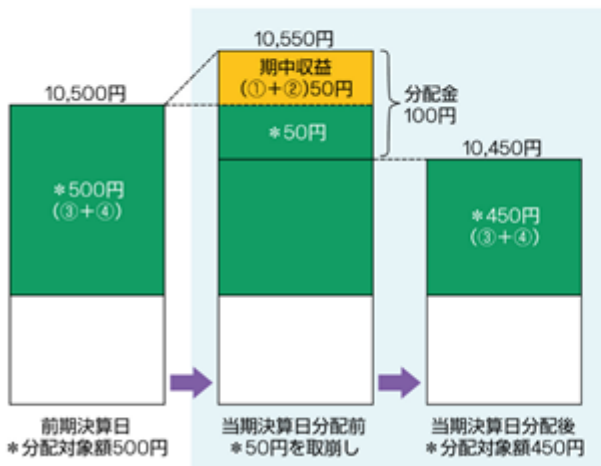 10,500円
＊500円
(③＋④)
前期決算日
＊分配対象額500円
10,550円
期中収益
(①＋②)50円
＊50円
分配金
100円
当期決算日分配前
＊50円を取崩し
10,450円
＊450円
(③＋④)
当期決算日分配後
＊分配対象額450円